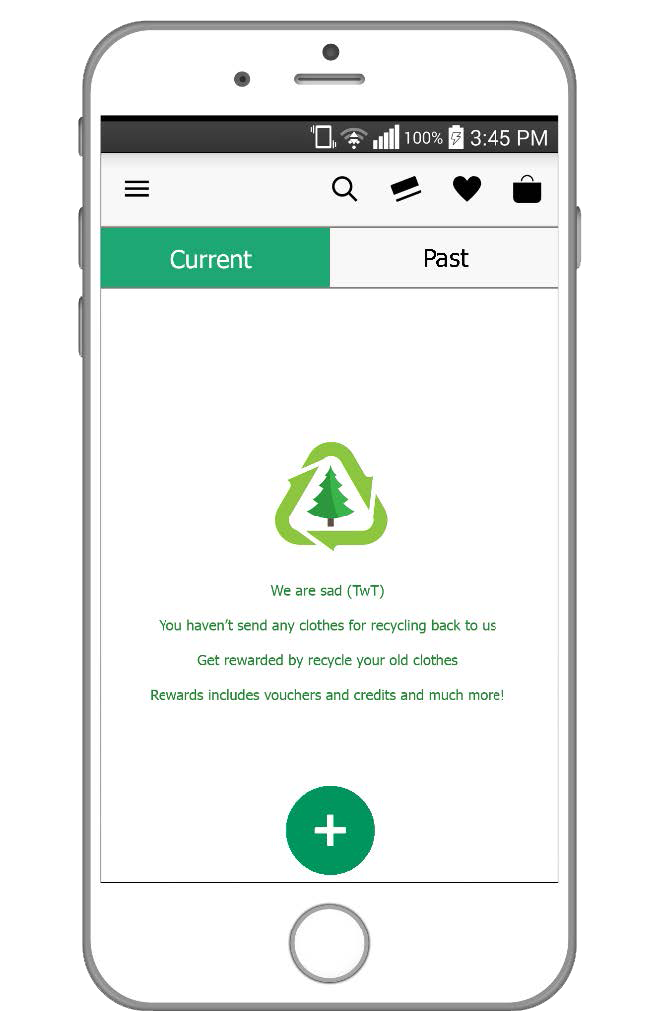 100% 3:45 PM
Current Past
We are sad (TwT)
You haven't send any clothes for recycling back to us
Get rewarded by recycle your old clothes
Rewards includes vouchers and credits and much more!